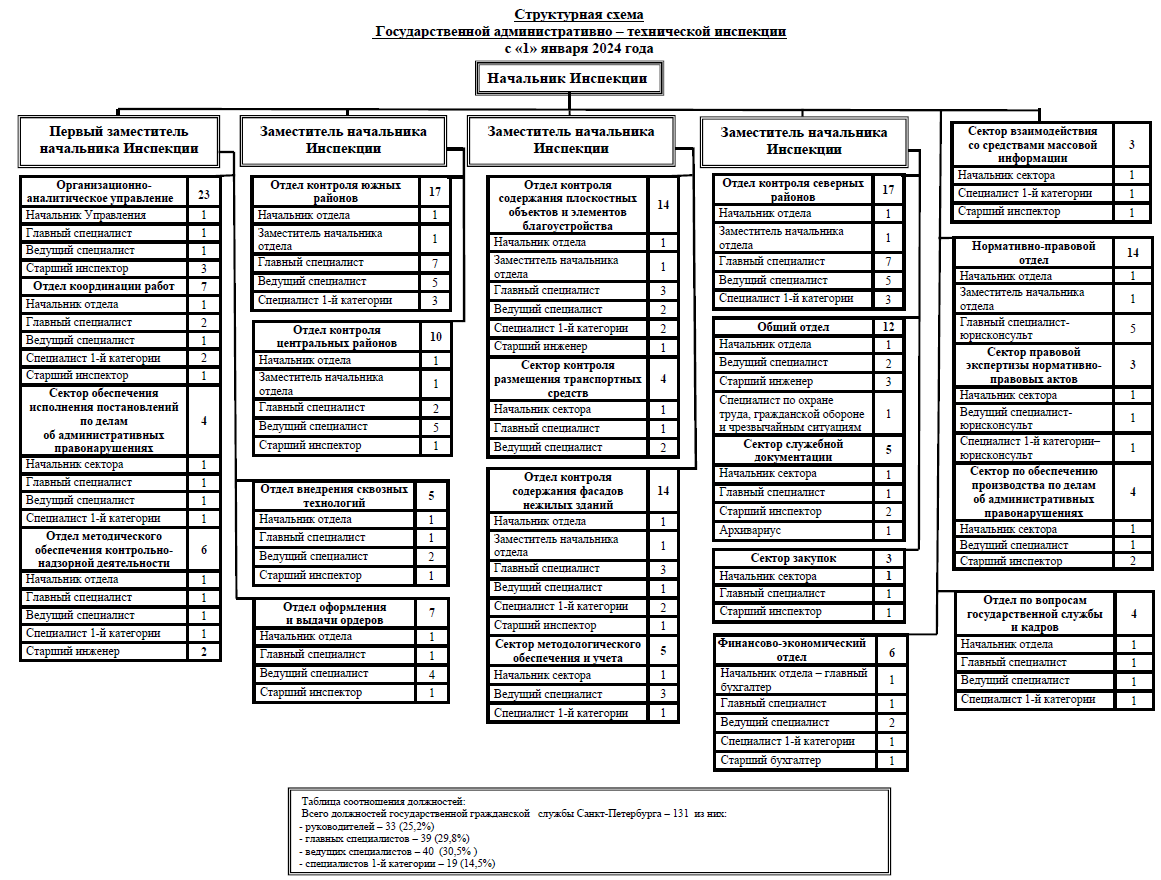 Структурная схема
Государственной административно – технической инспекции
с «1» января 2024 года
Начальник Инспекции
Первый заместитель
начальника Инспекции
Организационно-
аналитическое управление 23
Начальник Управления 1
Главный специалист 1
Ведущий специалист 1
Старший инспектор 3
Отдел координации работ 7
Начальник отдела 1
Главный специалист 2
Ведущий специалист 1
Специалист 1-й категории 2
Старший инспектор 1
Сектор обеспечения
исполнения постановлений
по делам 4
об административных
правонарушениях
Начальник сектора 1
Главный специалист 1
Ведущий специалист 1
Специалист 1-й категории 1
Отдел методического
обеспечения контрольно- 6
надзорной деятельности
Начальник отдела 1
Главный специалист 1
Ведущий специалист 1
Специалист 1-й категории 1
Старший инженер 2
Заместитель начальника
Инспекции
Отдел контроля южных 17
районов
Начальник отдела 1
Заместитель начальника 1
отдела
Главный специалист 7
Ведущий специалист 5
Специалист 1-й категории 3
Отдел контроля 10
центральных районов
Начальник отдела 1
Заместитель начальника 1
отдела
Главный специалист 2
Ведущий специалист 5
Старший инспектор 1
Отдел внедрения сквозных 5
технологий
Начальник отдела 1
Главный специалист 1
Ведущий специалист 2
Старший инспектор 1
Отдел оформления 7
и выдачи ордеров
Начальник отдела 1
Главный специалист 1
Ведущий специалист 4
Старший инспектор 1
Заместитель начальника
Инспекции
Отдел контроля
содержания плоскостных 14
объектов и элементов
благоустройства
Начальник отдела 1
Заместитель начальника 1
отдела
Главный специалист 3
Ведущий специалист 2
Специалист 1-й категории 2
Старший инженер 1
Сектор контроля
размещения транспортных 4
средств
Начальник сектора 1
Главный специалист 1
Ведущий специалист 2
Отдел контроля
содержания фасадов 14
нежилых зданий
Начальник отдела 1
Заместитель начальника 1
отдела
Главный специалист 3
Ведущий специалист 1
Специалист 1-й категории 2
Старший инспектор 1
Сектор методологического 5
обеспечения и учета
Начальник сектора 1
Ведущий специалист 3
Специалист 1-й категории 1
Заместитель начальника
Инспекции
Отдел контроля северных 17
районов
Начальник отдела 1
Заместитель начальника 1
отдела
Главный специалист 7
Ведущий специалист 5
Специалист 1-й категории 3
Общий отдел 12
Начальник отдела 1
Ведущий специалист 2
Старший инженер 3
Специалист по охране
труда, гражданской обороне 1
и чрезвычайным ситуациям
Сектор служебной 5
документации
Начальник сектора 1
Главный специалист 1
Старший инспектор 2
Архивариус 1
Сектор закупок 3
Начальник сектора 1
Главный специалист 1
Старший инспектор 1
Финансово-экономический 6
отдел
Начальник отдела – главный 1
бухгалтер
Главный специалист 1
Ведущий специалист 2
Специалист 1-й категории 1
Старший бухгалтер 1
Сектор взаимодействия
со средствами массовой 3
информации
Начальник сектора 1
Специалист 1-й категории 1
Старший инспектор 1
Нормативно-правовой 14
отдел
Начальник отдела 1
Заместитель начальника 1
отдела
Главный специалист- 5
юрисконсульт
Сектор правовой
экспертизы нормативно- 3
правовых актов
Начальник сектора 1
Ведущий специалист- 1
юрисконсульт
Специалист 1-й категории– 1
юрисконсульт
Сектор по обеспечению
производства по делам 4
об административных
правонарушениях
Начальник сектора 1
Ведущий специалист 1
Старший инспектор 2
Отдел по вопросам
государственной службы 4
и кадров
Начальник отдела 1
Главный специалист 1
Ведущий специалист 1
Специалист 1-й категории 1
Таблица соотношения должностей:
Всего должностей государственной гражданской службы Санкт-Петербурга – 131 из них:
- руководителей – 33 (25,2%)
- главных специалистов – 39 (29,8%)
- ведущих специалистов – 40 (30,5% )
- специалистов 1-й категории – 19 (14,5%)